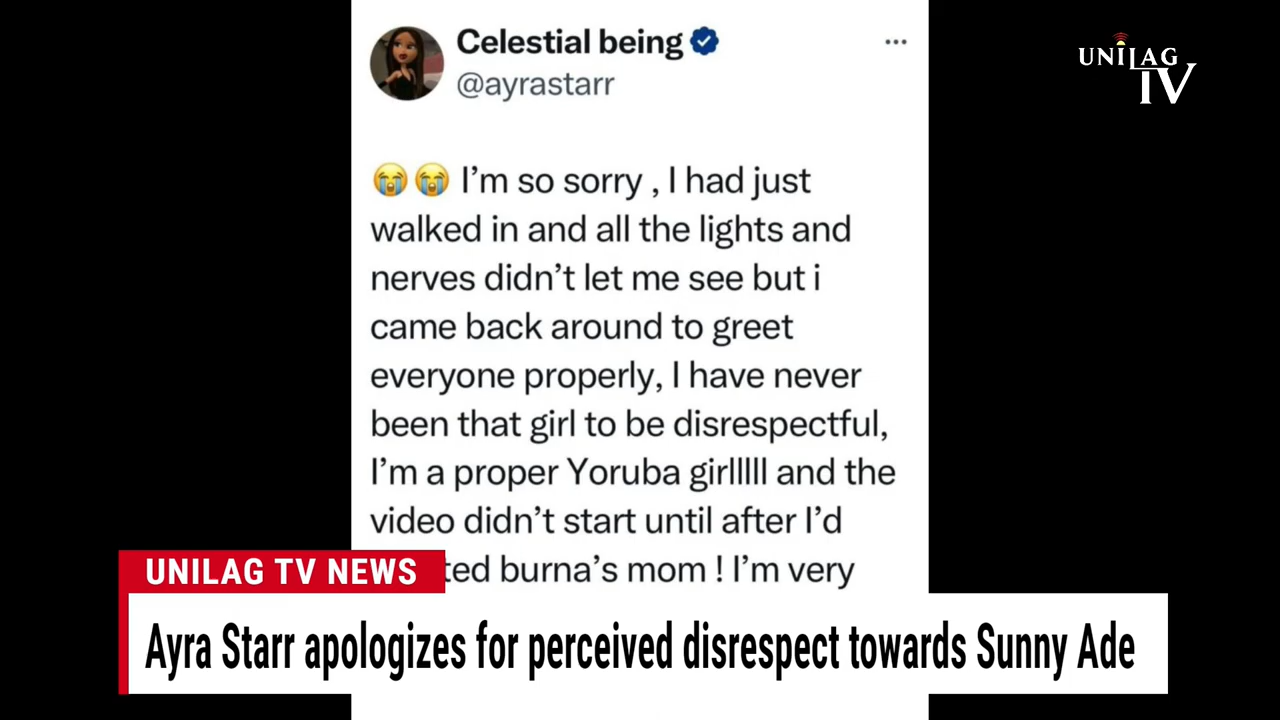 Celestial being
@ayrastarr
UNILAG
TV
😭😭 I’m so sorry , I had just
walked in and all the lights and
nerves didn’t let me see but i
came back around to greet
everyone properly, I have never
been that girl to be disrespectful,
I’m a proper Yoruba girlllll and the
video didn’t start until after I’d
burna’s mom ! I’m very
UNILAG TV NEWS
Ayra Starr apologizes for perceived disrespect towards Sunny Ade